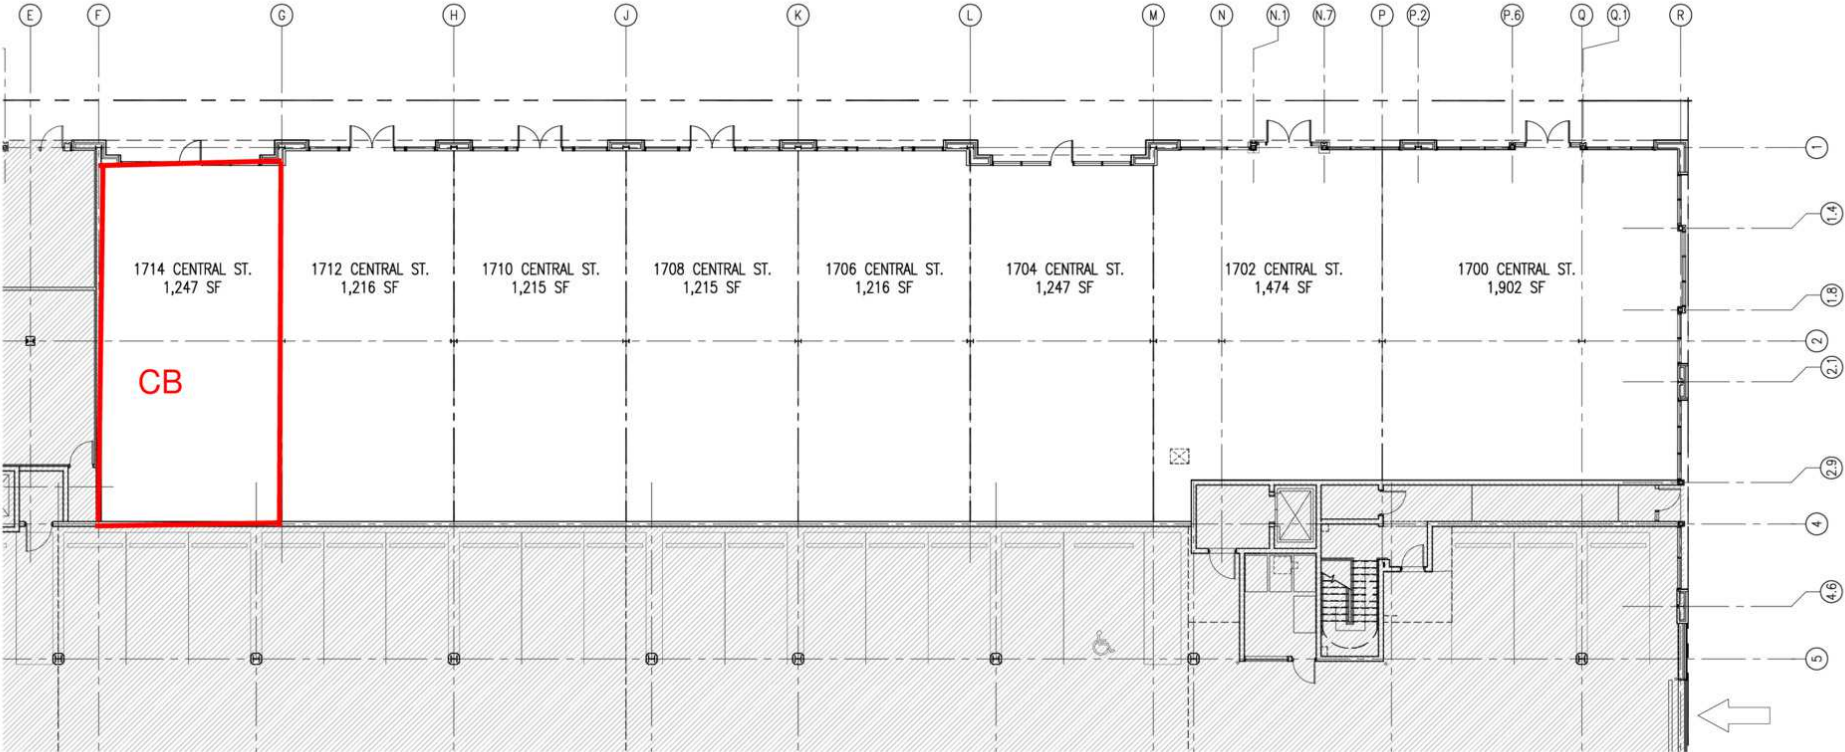 E
F
G
H
J
K
L
M
N
N.1
N.7
P
P.2
P.6
Q
Q.1
R
1
1.4
1714 CENTRAL ST.
1,247 SF
1712 CENTRAL ST.
1,216 SF
1710 CENTRAL ST.
1,215 SF
1708 CENTRAL ST.
1,215 SF
1706 CENTRAL ST.
1,216 SF
1704 CENTRAL ST.
1,247 SF
1702 CENTRAL ST.
1,474 SF
1700 CENTRAL ST.
1,902 SF
1.8
2
2.1
CB
2.9
4
4.6
5